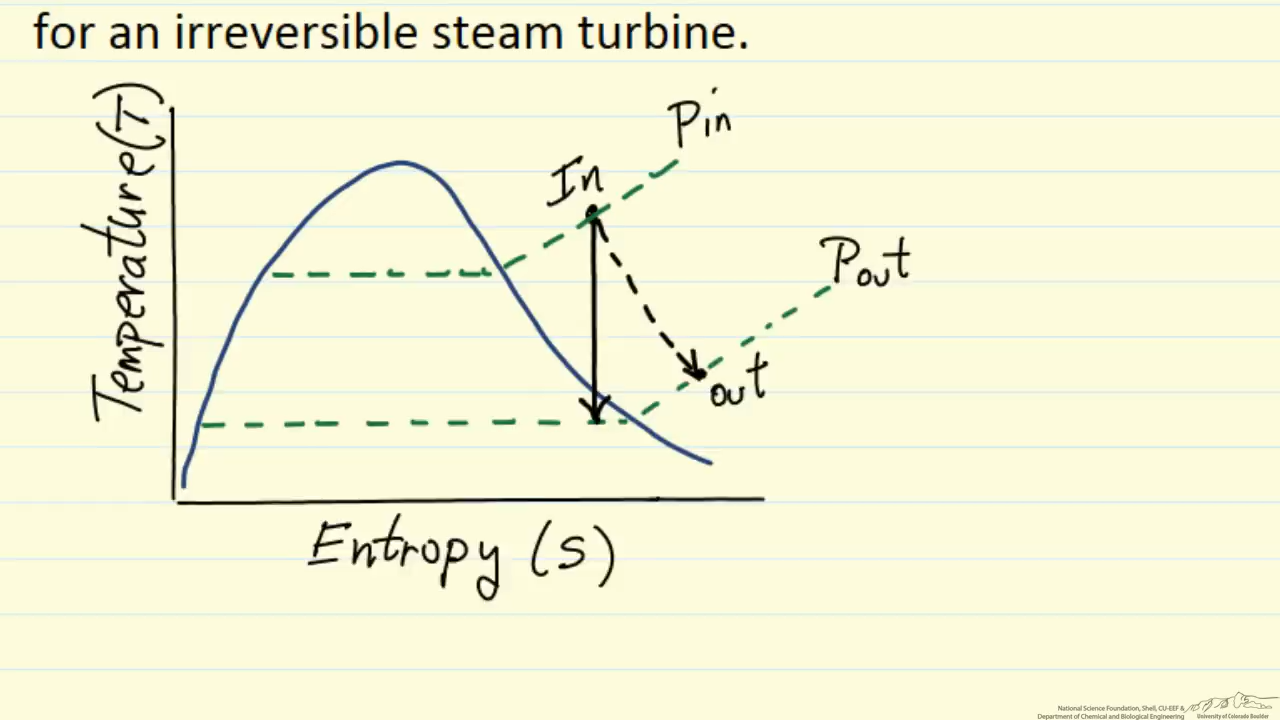 for an irreversible steam turbine.
Temperature(T)
Pin
In
Pout
out
Entropy (S)
National Science Foundation, Shell, CU-EEF &
Department of Chemical and Biological Engineering
University of Colorado Boulder